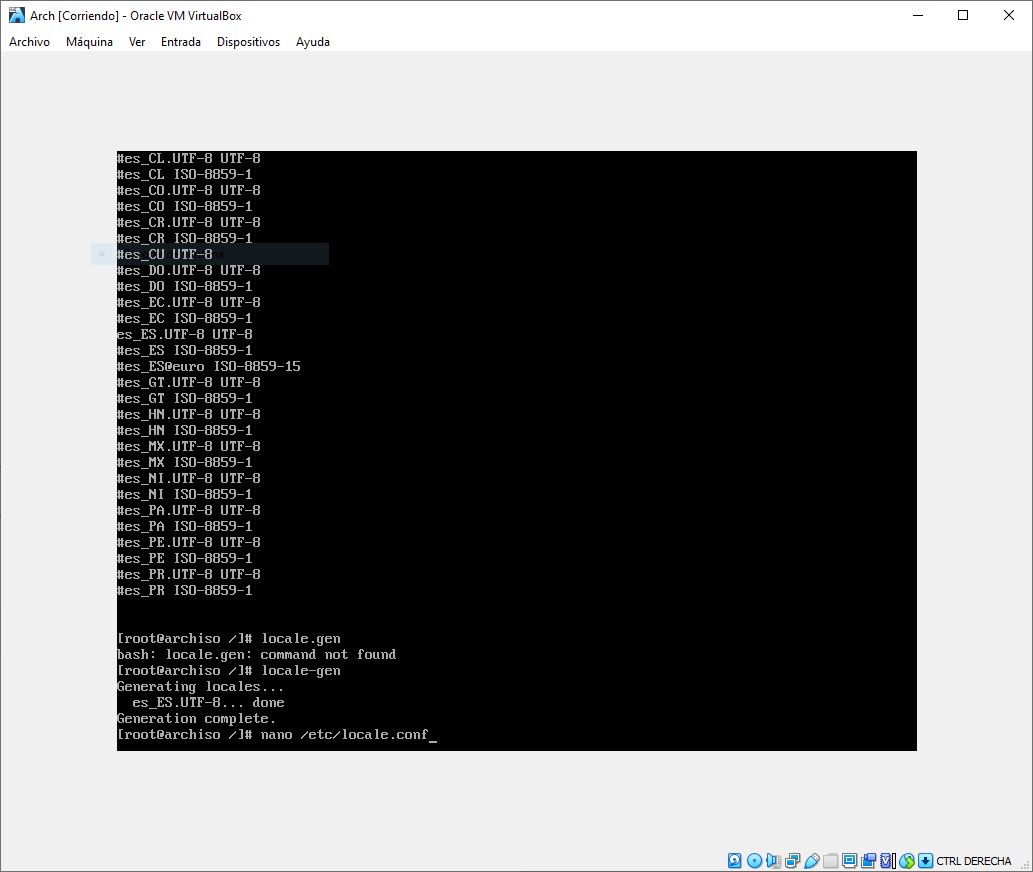 Arch [Corriendo] - Oracle VM VirtualBox
Archivo Máquina Ver Entrada Dispositivos Ayuda
#es_CL.UTF-8 UTF-8
#es_CL ISO-8859-1
#es_CO.UTF-8 UTF-8
#es_CO ISO-8859-1
#es_CR.UTF-8 UTF-8
#es_CR ISO-8859-1
#es_CU UTF-8
#es_DO.UTF-8 UTF-8
#es_DO ISO-8859-1
#es_EC.UTF-8 UTF-8
#es_EC ISO-8859-1
es_ES.UTF-8 UTF-8
#es_ES ISO-8859-1
#es_ES@euro ISO-8859-15
#es_GT.UTF-8 UTF-8
#es_GT ISO-8859-1
#es_HN.UTF-8 UTF-8
#es_HN ISO-8859-1
#es_MX.UTF-8 UTF-8
#es_MX ISO-8859-1
#es_NI.UTF-8 UTF-8
#es_NI ISO-8859-1
#es_PA.UTF-8 UTF-8
#es_PA ISO-8859-1
#es_PE.UTF-8 UTF-8
#es_PE ISO-8859-1
#es_PR.UTF-8 UTF-8
#es_PR ISO-8859-1
[root@archiso /]# locale.gen
bash: locale.gen: command not found
[root@archiso /]# locale-gen
Generating locales...
  es_ES.UTF-8... done
Generation complete.
[root@archiso /]# nano /etc/locale.conf_
CTRL DERECHA